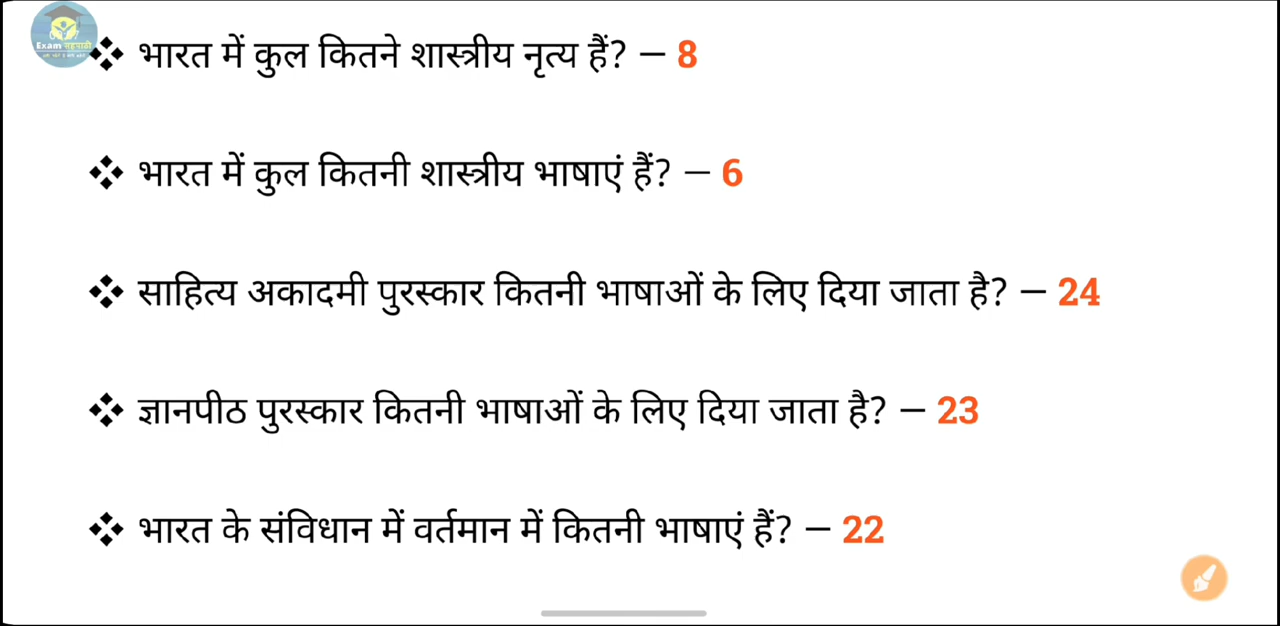 Exam
❖ भारत में कुल कितने शास्त्रीय नृत्य हैं? – 8
❖ भारत में कुल कितनी शास्त्रीय भाषाएं हैं? – 6
❖ साहित्य अकादमी पुरस्कार कितनी भाषाओं के लिए दिया जाता है? – 24
❖ ज्ञानपीठ पुरस्कार कितनी भाषाओं के लिए दिया जाता है? – 23
❖ भारत के संविधान में वर्तमान में कितनी भाषाएं हैं? – 22